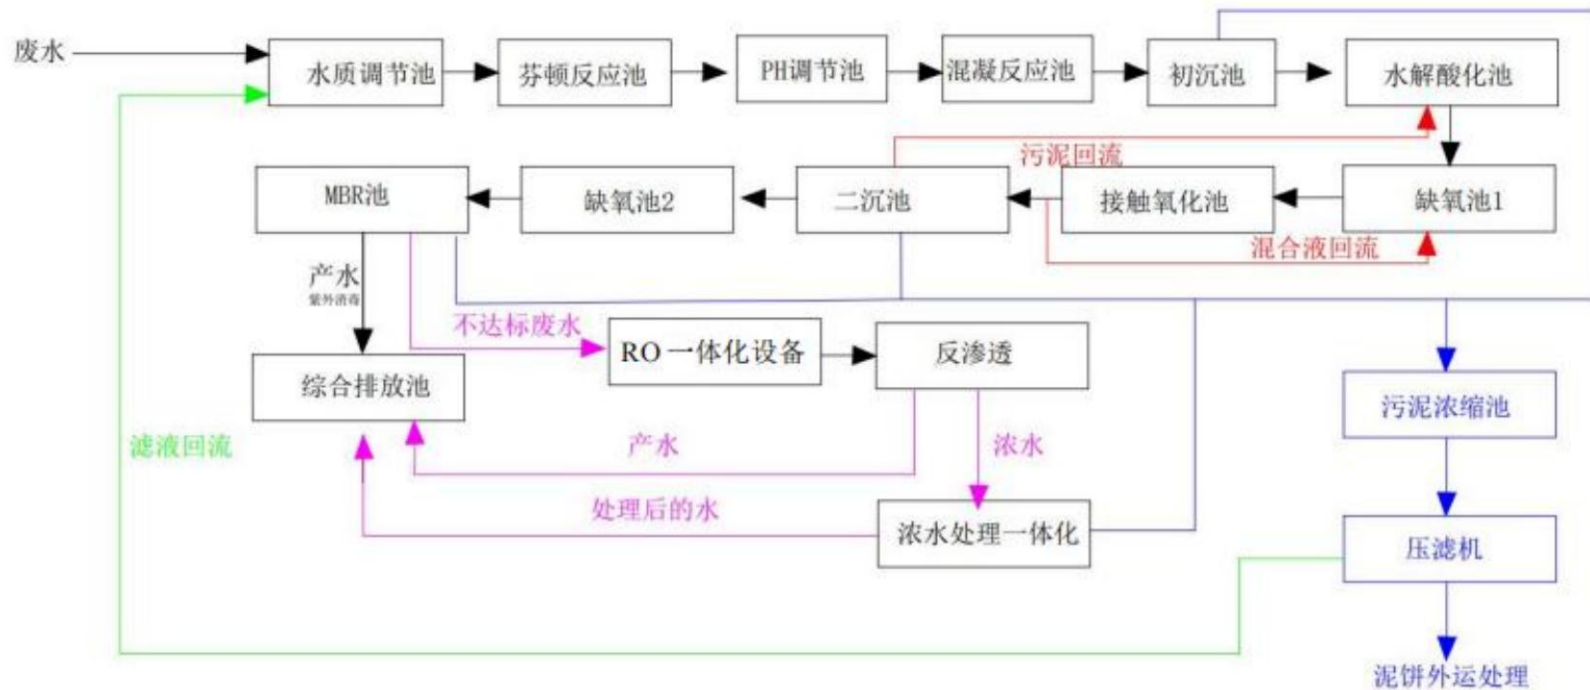 废水
水质调节池
芬顿反应池
PH调节池
混凝反应池
初沉池
水解酸化池
污泥回流
MBR池
缺氧池2
二沉池
接触氧化池
缺氧池1
混合液回流
产水
紫外消毒
不达标废水
RO一体化设备
反渗透
综合排放池
污泥浓缩池
滤液回流
产水
浓水
处理后的水
浓水处理一体化
压滤机
泥饼外运处理